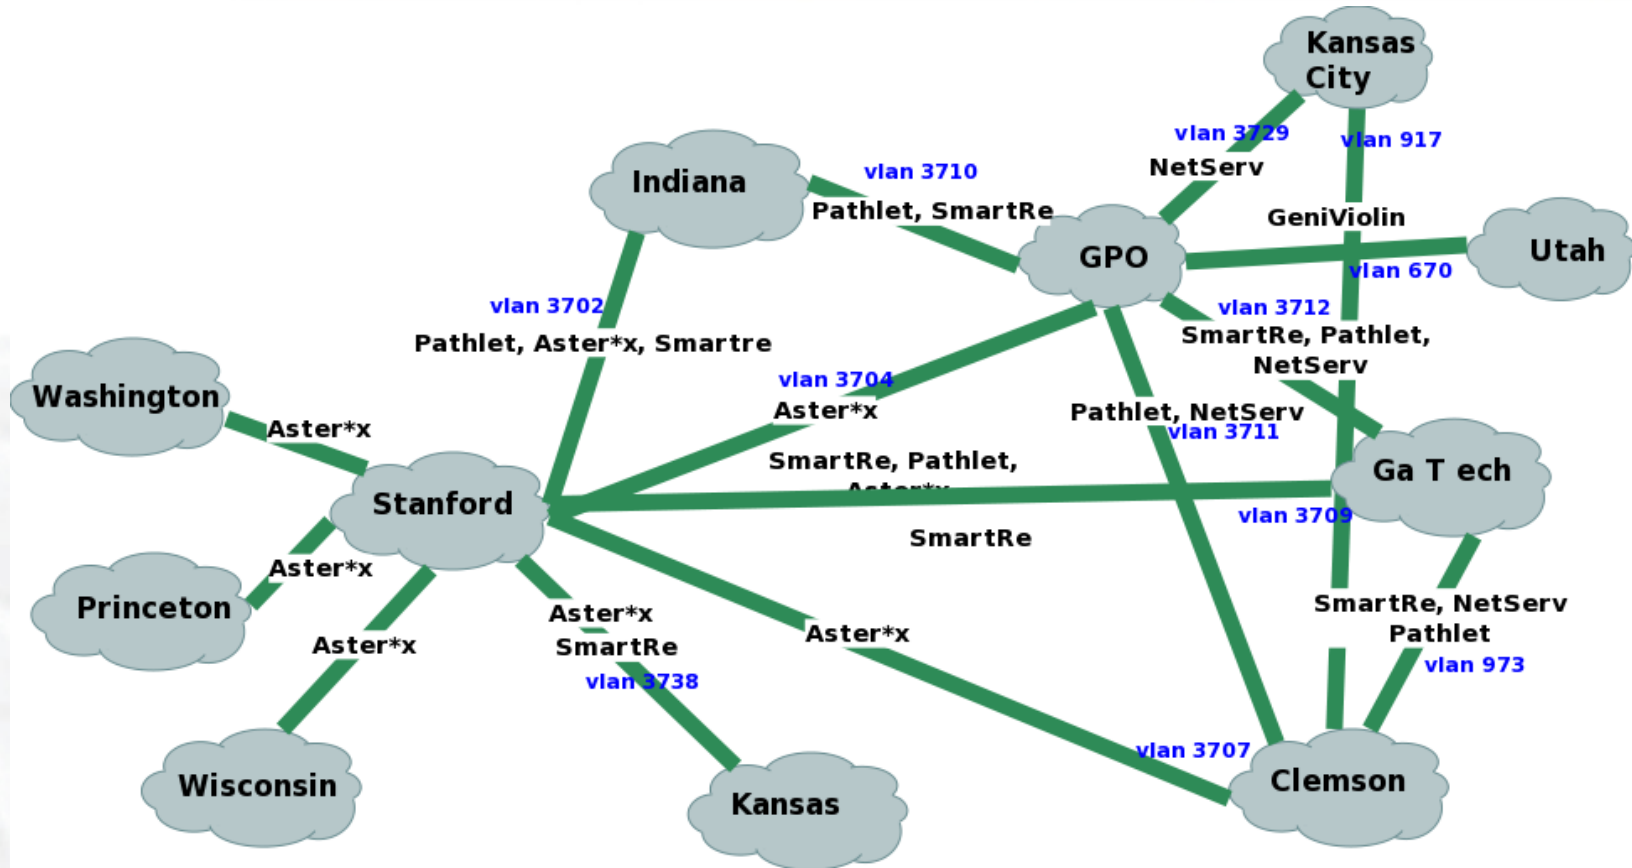 Kansas
City
vlan 3729
vlan 917
NetServ
Indiana
vlan 3710
Pathlet, SmartRe
GeniViolin
GPO
Utah
vlan 670
vlan 3702
vlan 3712
Pathlet, Aster*x, Smartre
SmartRe, Pathlet,
NetServ
vlan 3704
Washington
Aster*x
Pathlet, NetServ
vlan 3711
Aster*x
SmartRe, Pathlet,
Aster*x
Ga T ech
Stanford
vlan 3709
SmartRe
Aster*x
Princeton
Aster*x
SmartRe
SmartRe, NetServ
Pathlet
Aster*x
Aster*x
vlan 973
vlan 3738
vlan 3707
Wisconsin
Kansas
Clemson